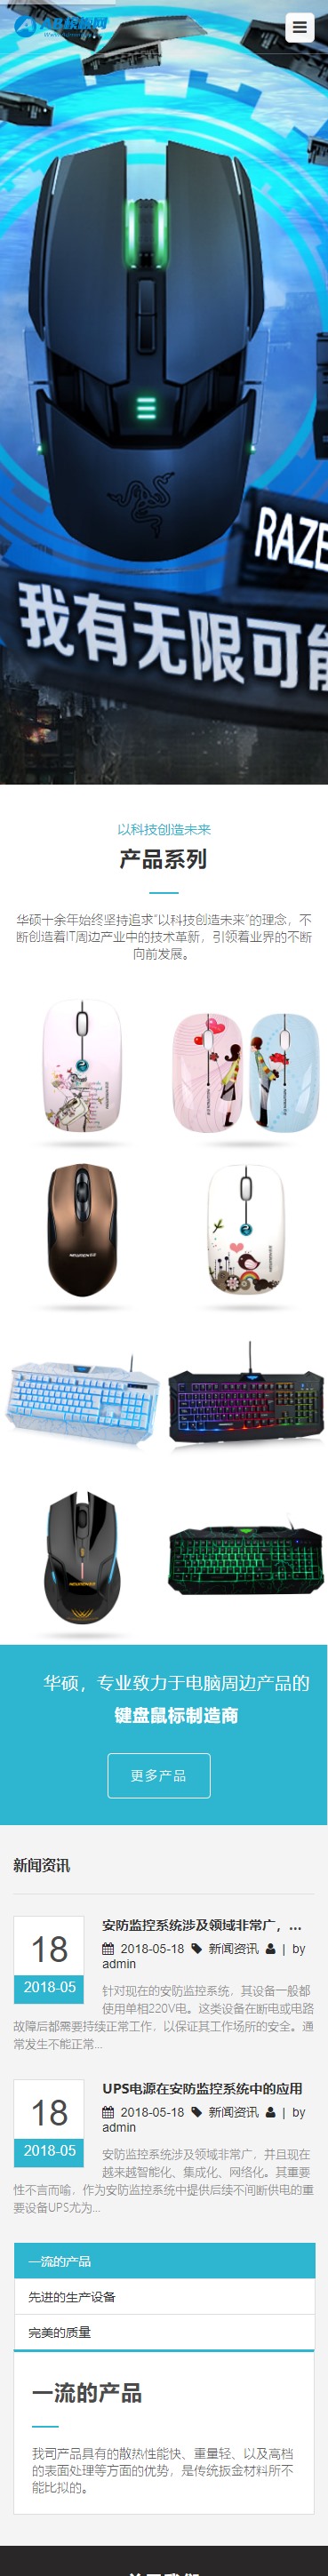 AB模板网
RAZE
我有无限可能
以科技创造未来
产品系列
华硕十余年始终坚持追求“以科技创造未来”的理念，不
断创造着IT周边产业中的技术革新，引领着业界的不断
向前发展。
华硕，专业致力于电脑周边产品的
键盘鼠标制造商
更多产品
新闻资讯
18
2018-05
安防监控系统涉及领域非常广，...
2018-05-18 新闻资讯 | by
admin
针对现在的安防监控系统，其设备一般都
使用单相220V电。这类设备在断电或电路
故障后都需要持续正常工作，以保证其工作场所的安全。通
常发生不能正常...
18
2018-05
UPS电源在安防监控系统中的应用
2018-05-18 新闻资讯 | by
admin
安防监控系统涉及领域非常广，并且现在
越来越智能化、集成化、网络化。其重要
性不言而喻，作为安防监控系统中提供后续不间断供电的重
要设备UPS尤为...
一流的产品
先进的生产设备
完美的质量
一流的产品
我司产品具有的散热性能快、重量轻、以及高档
的表面处理等方面的优势，是传统扳金材料所不
能比拟的。